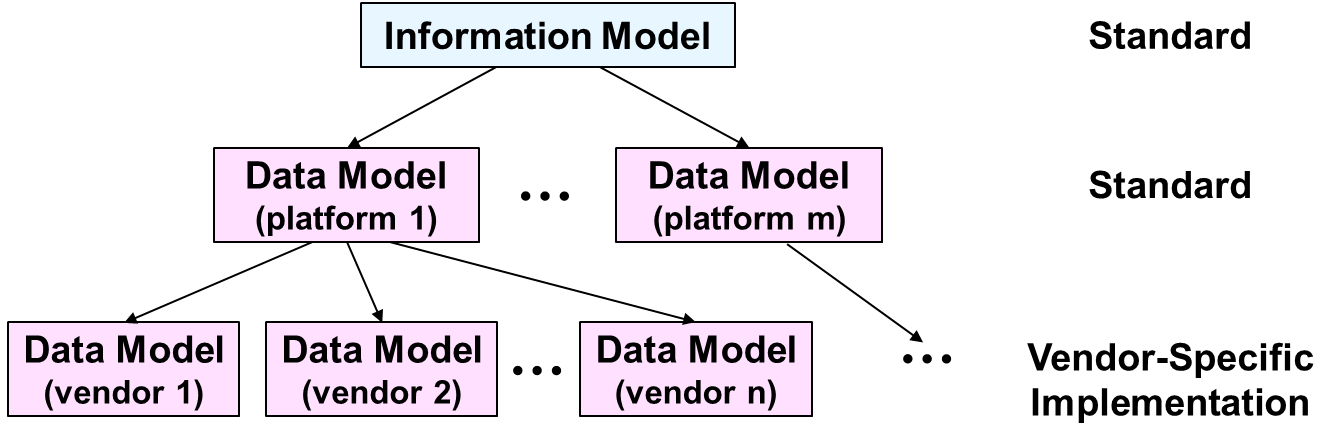 Information Model
Standard
Data Model
(platform 1)
...
Data Model
(platform m)
Standard
Data Model
(vendor 1)
Data Model
(vendor 2)
...
Data Model
(vendor n)
...
Vendor-Specific
Implementation